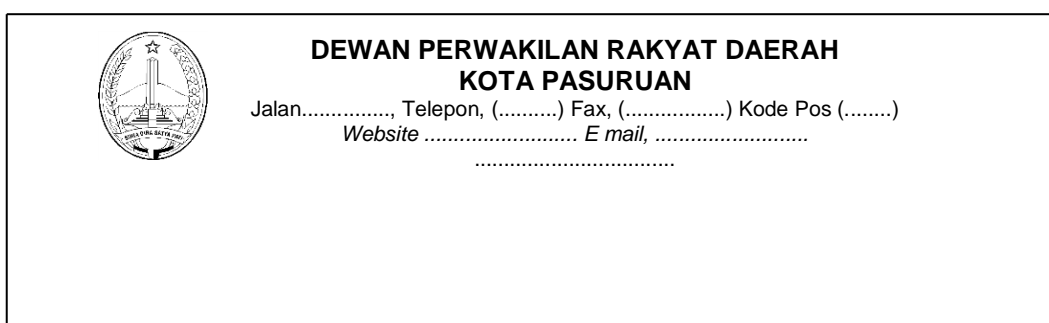 DEWAN PERWAKILAN RAKYAT DAERAH
KOTA PASURUAN
Jalan..............., Telepon, (..........) Fax, (.................) Kode Pos (........)
Website .......................... E mail, ..........................
..................................